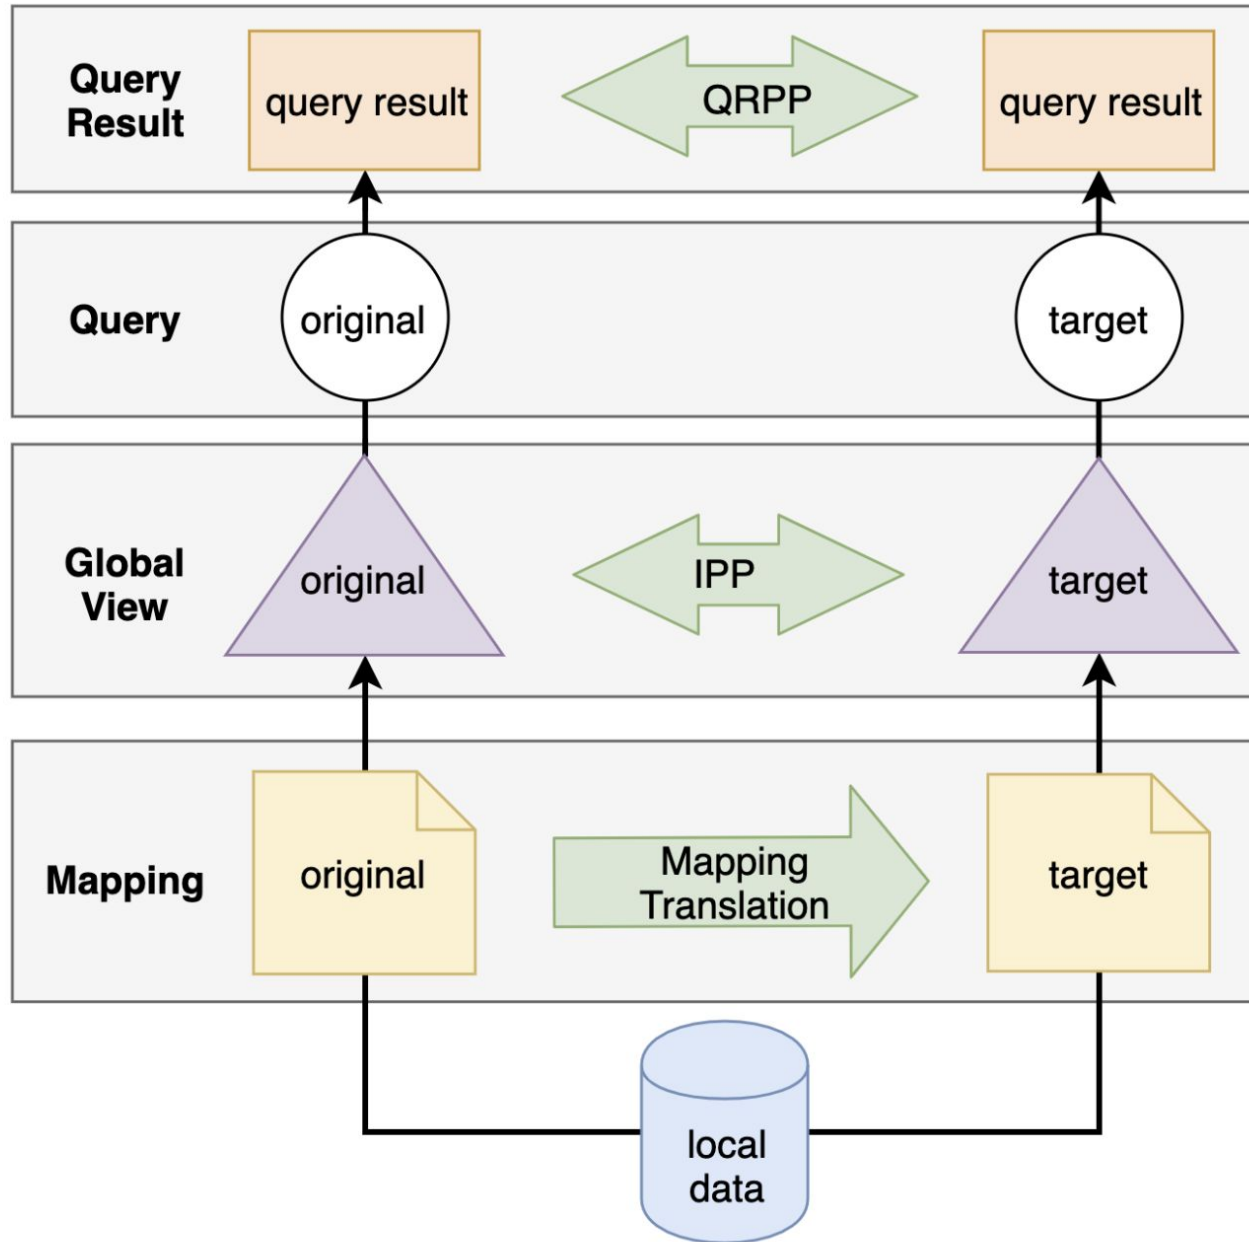 Query
Result
query result
QRPP
query result
Query
original
target
Global
View
original
IPP
target
Mapping
original
Mapping
Translation
target
local
data